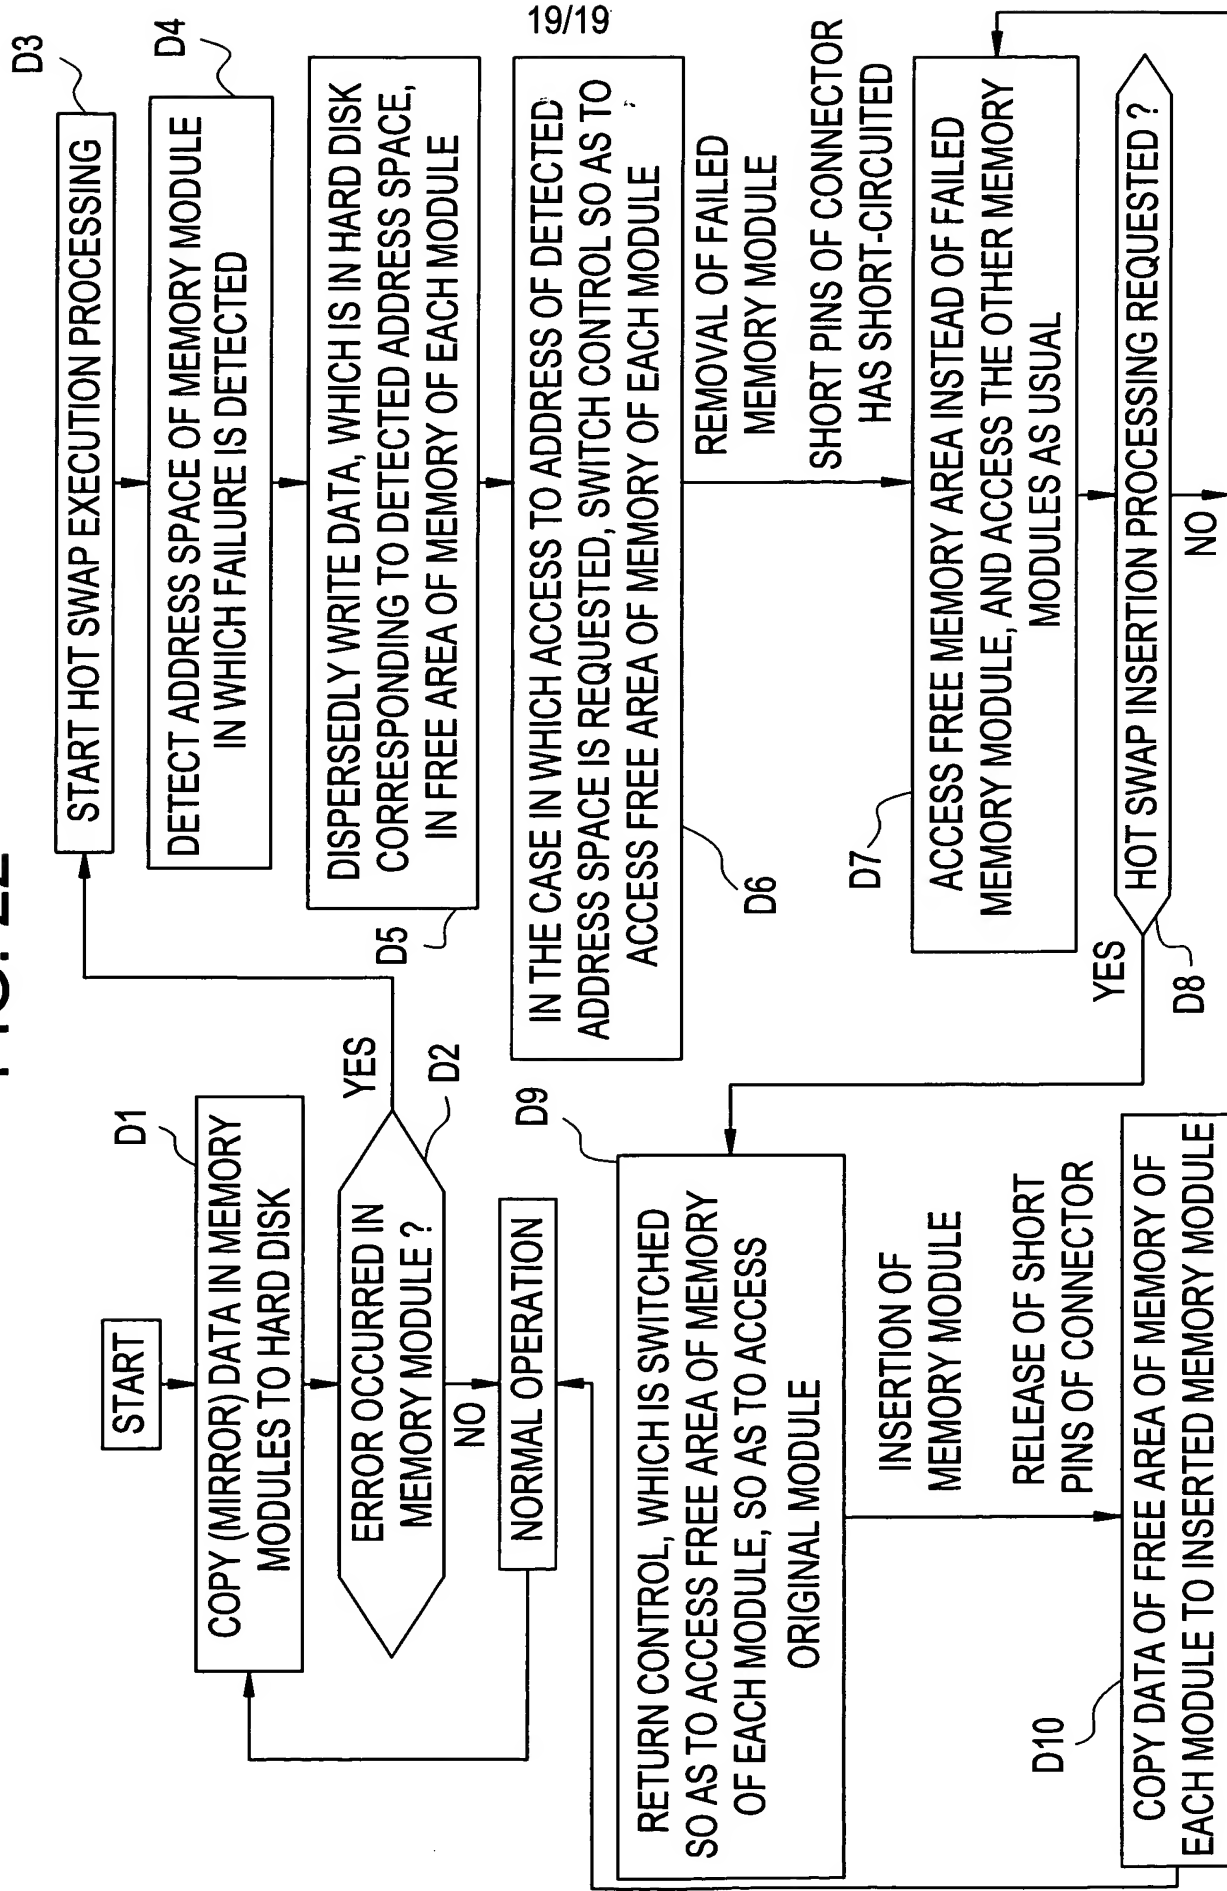 19/19
FIG. 22
START
D1
COPY (MIRROR) DATA IN MEMORY
MODULES TO HARD DISK
ERROR OCCURRED IN
MEMORY MODULE ?
YES
D2
NO
NORMAL OPERATION
D3
START HOT SWAP EXECUTION PROCESSING
D4
DETECT ADDRESS SPACE OF MEMORY MODULE
IN WHICH FAILURE IS DETECTED
DISPERSEDLY WRITE DATA, WHICH IS IN HARD DISK
CORRESPONDING TO DETECTED ADDRESS SPACE,
IN FREE AREA OF MEMORY OF EACH MODULE
D5
IN THE CASE IN WHICH ACCESS TO ADDRESS OF DETECTED
ADDRESS SPACE IS REQUESTED, SWITCH CONTROL SO AS TO
ACCESS FREE AREA OF MEMORY OF EACH MODULE
D6
REMOVAL OF FAILED
MEMORY MODULE
SHORT PINS OF CONNECTOR
HAS SHORT-CIRCUITED
D7
ACCESS FREE MEMORY AREA INSTEAD OF FAILED
MEMORY MODULE, AND ACCESS THE OTHER MEMORY
MODULES AS USUAL
HOT SWAP INSERTION PROCESSING REQUESTED ?
YES
D8
NO
D9
RETURN CONTROL, WHICH IS SWITCHED
SO AS TO ACCESS FREE AREA OF MEMORY
OF EACH MODULE, SO AS TO ACCESS
ORIGINAL MODULE
INSERTION OF
MEMORY MODULE
RELEASE OF SHORT
PINS OF CONNECTOR
D10
COPY DATA OF FREE AREA OF MEMORY OF
EACH MODULE TO INSERTED MEMORY MODULE